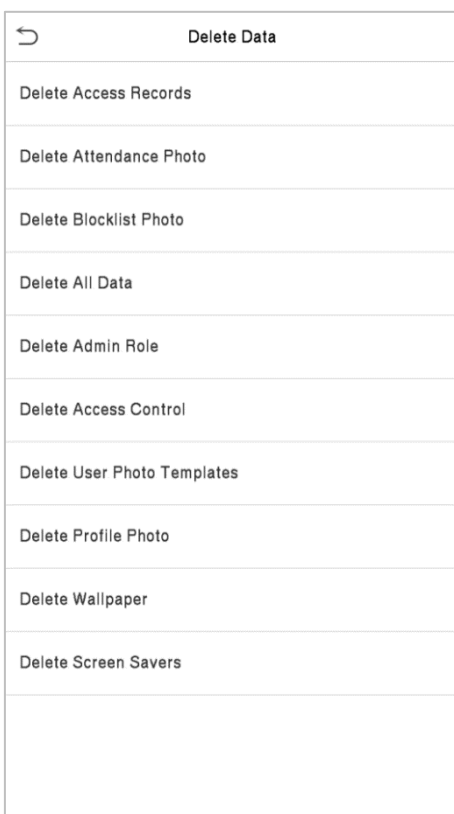 Delete Data
Delete Access Records
Delete Attendance Photo
Delete Blocklist Photo
Delete All Data
Delete Admin Role
Delete Access Control
Delete User Photo Templates
Delete Profile Photo
Delete Wallpaper
Delete Screen Savers